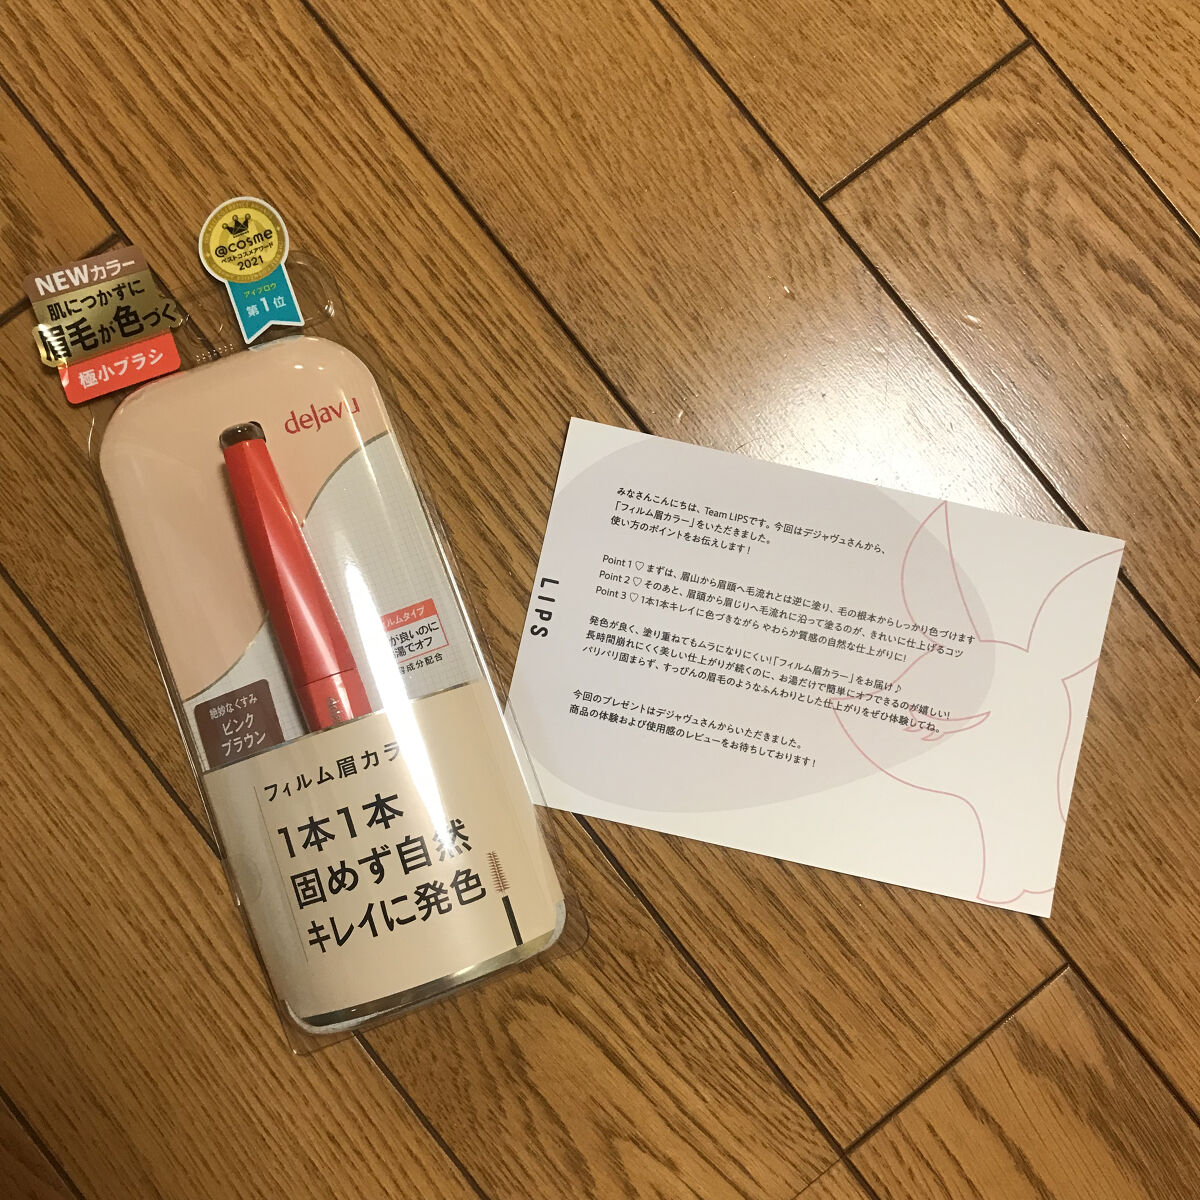 @cosme
ベストコスメアワード
2021
アイブロウ
第1位
NEWカラー
肌につかずに
眉毛が色づく
極小ブラシ
dejavu
フィルムタイプ
が良いのに
湯でオフ
容成分配合
絶妙なくすみ
ピンク
ブラウン
フィルム眉カラ
1本1本
固めず自然
キレイに発色
LIPS
みなさんこんにちは、Team LIPSです。今回はデジャヴュさんから、
「フィルム眉カラー」をいただきました。
使い方のポイントをお伝えします！
Point 1 ♡ まずは、眉山から眉頭へ毛流れとは逆に塗り、毛の根本からしっかり色づけます
Point 2 ♡ そのあと、眉頭から眉じりへ毛流れに沿って塗るのが、きれいに仕上げるコツ
Point 3 ♡ 1本1本キレイに色づきながら やわらか質感の自然な仕上がりに!
発色が良く、塗り重ねてもムラになりにくい!「フィルム眉カラー」をお届け♪
長時間崩れにくく美しい仕上がりが続くのに、お湯だけで簡単にオフできるのが嬉しい!
パリパリ固まらず、すっぴんの眉毛のようなふんわりとした仕上がりをぜひ体験してね。
今回のプレゼントはデジャヴュさんからいただきました。
商品の体験および使用感のレビューをお待ちしております！